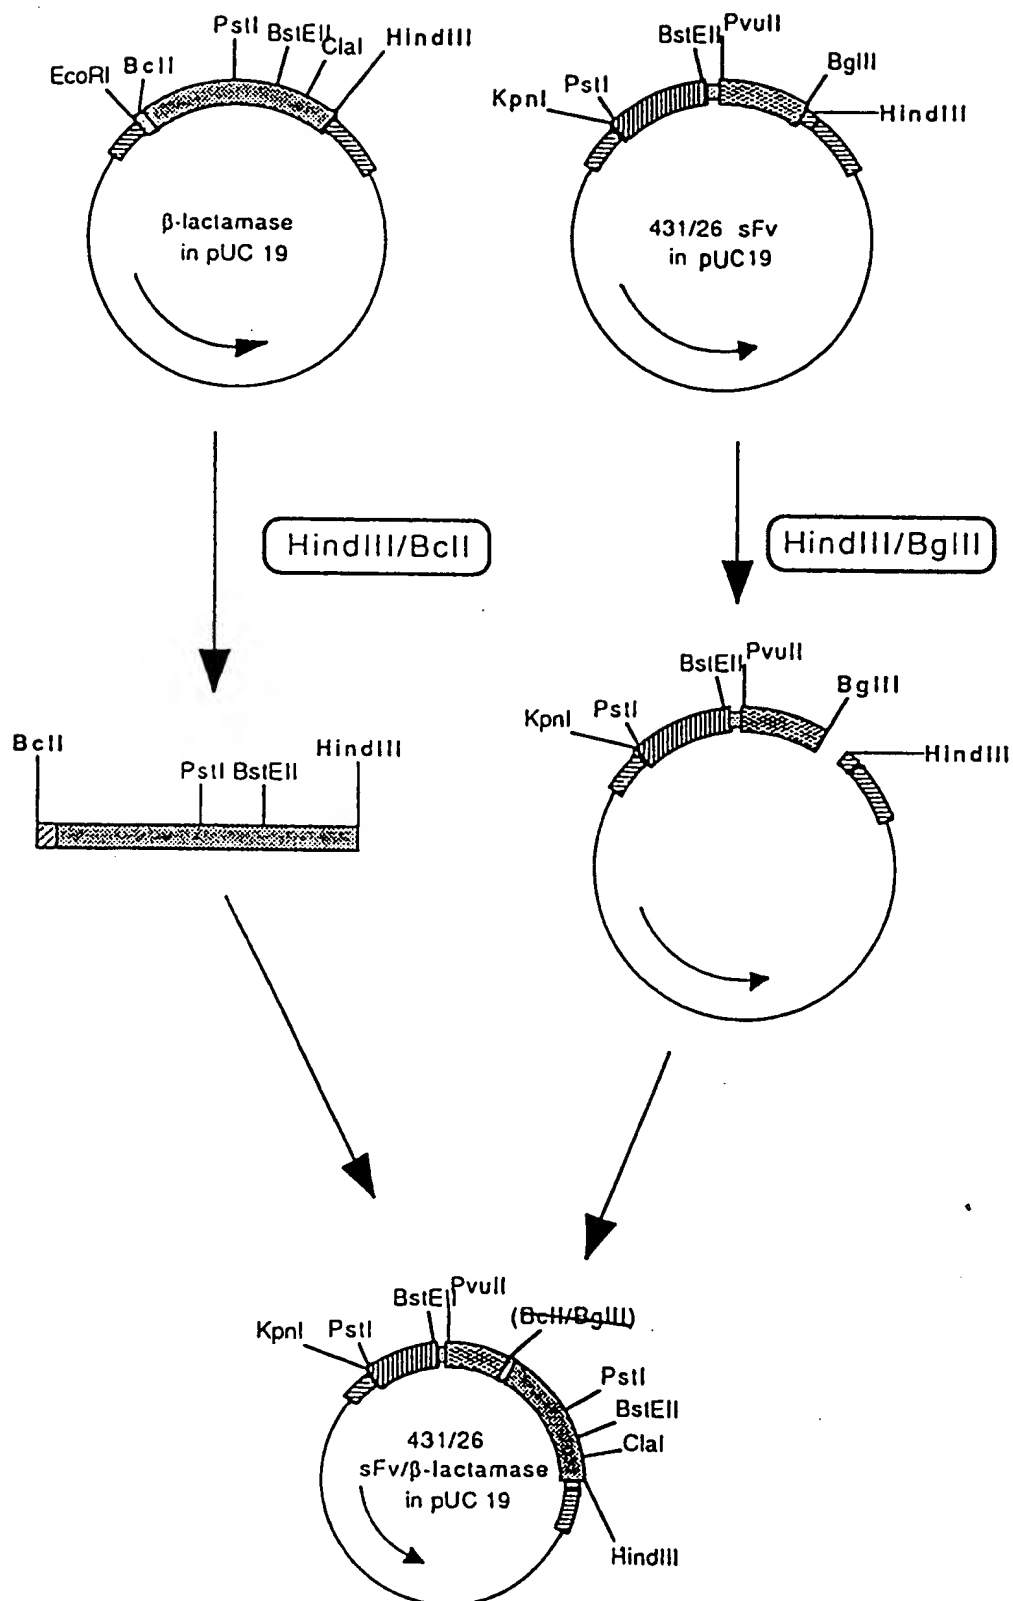 PstI
BstEII
ClaI
HindIII
BclI
EcoRI
β-lactamase
in pUC 19
PvuII
BstEII
BglII
PstI
KpnI
HindIII
431/26 sFv
in pUC19
HindIII/BclI
HindIII/BglII
BclI
HindIII
PstI BstEII
PvuII
BstEII
BglII
PstI
KpnI
HindIII
PvuII
BstEII
(BclI/BglII)
KpnI
PstI
PstI
BstEII
ClaI
431/26
sFv/β-lactamase
in pUC 19
HindIII